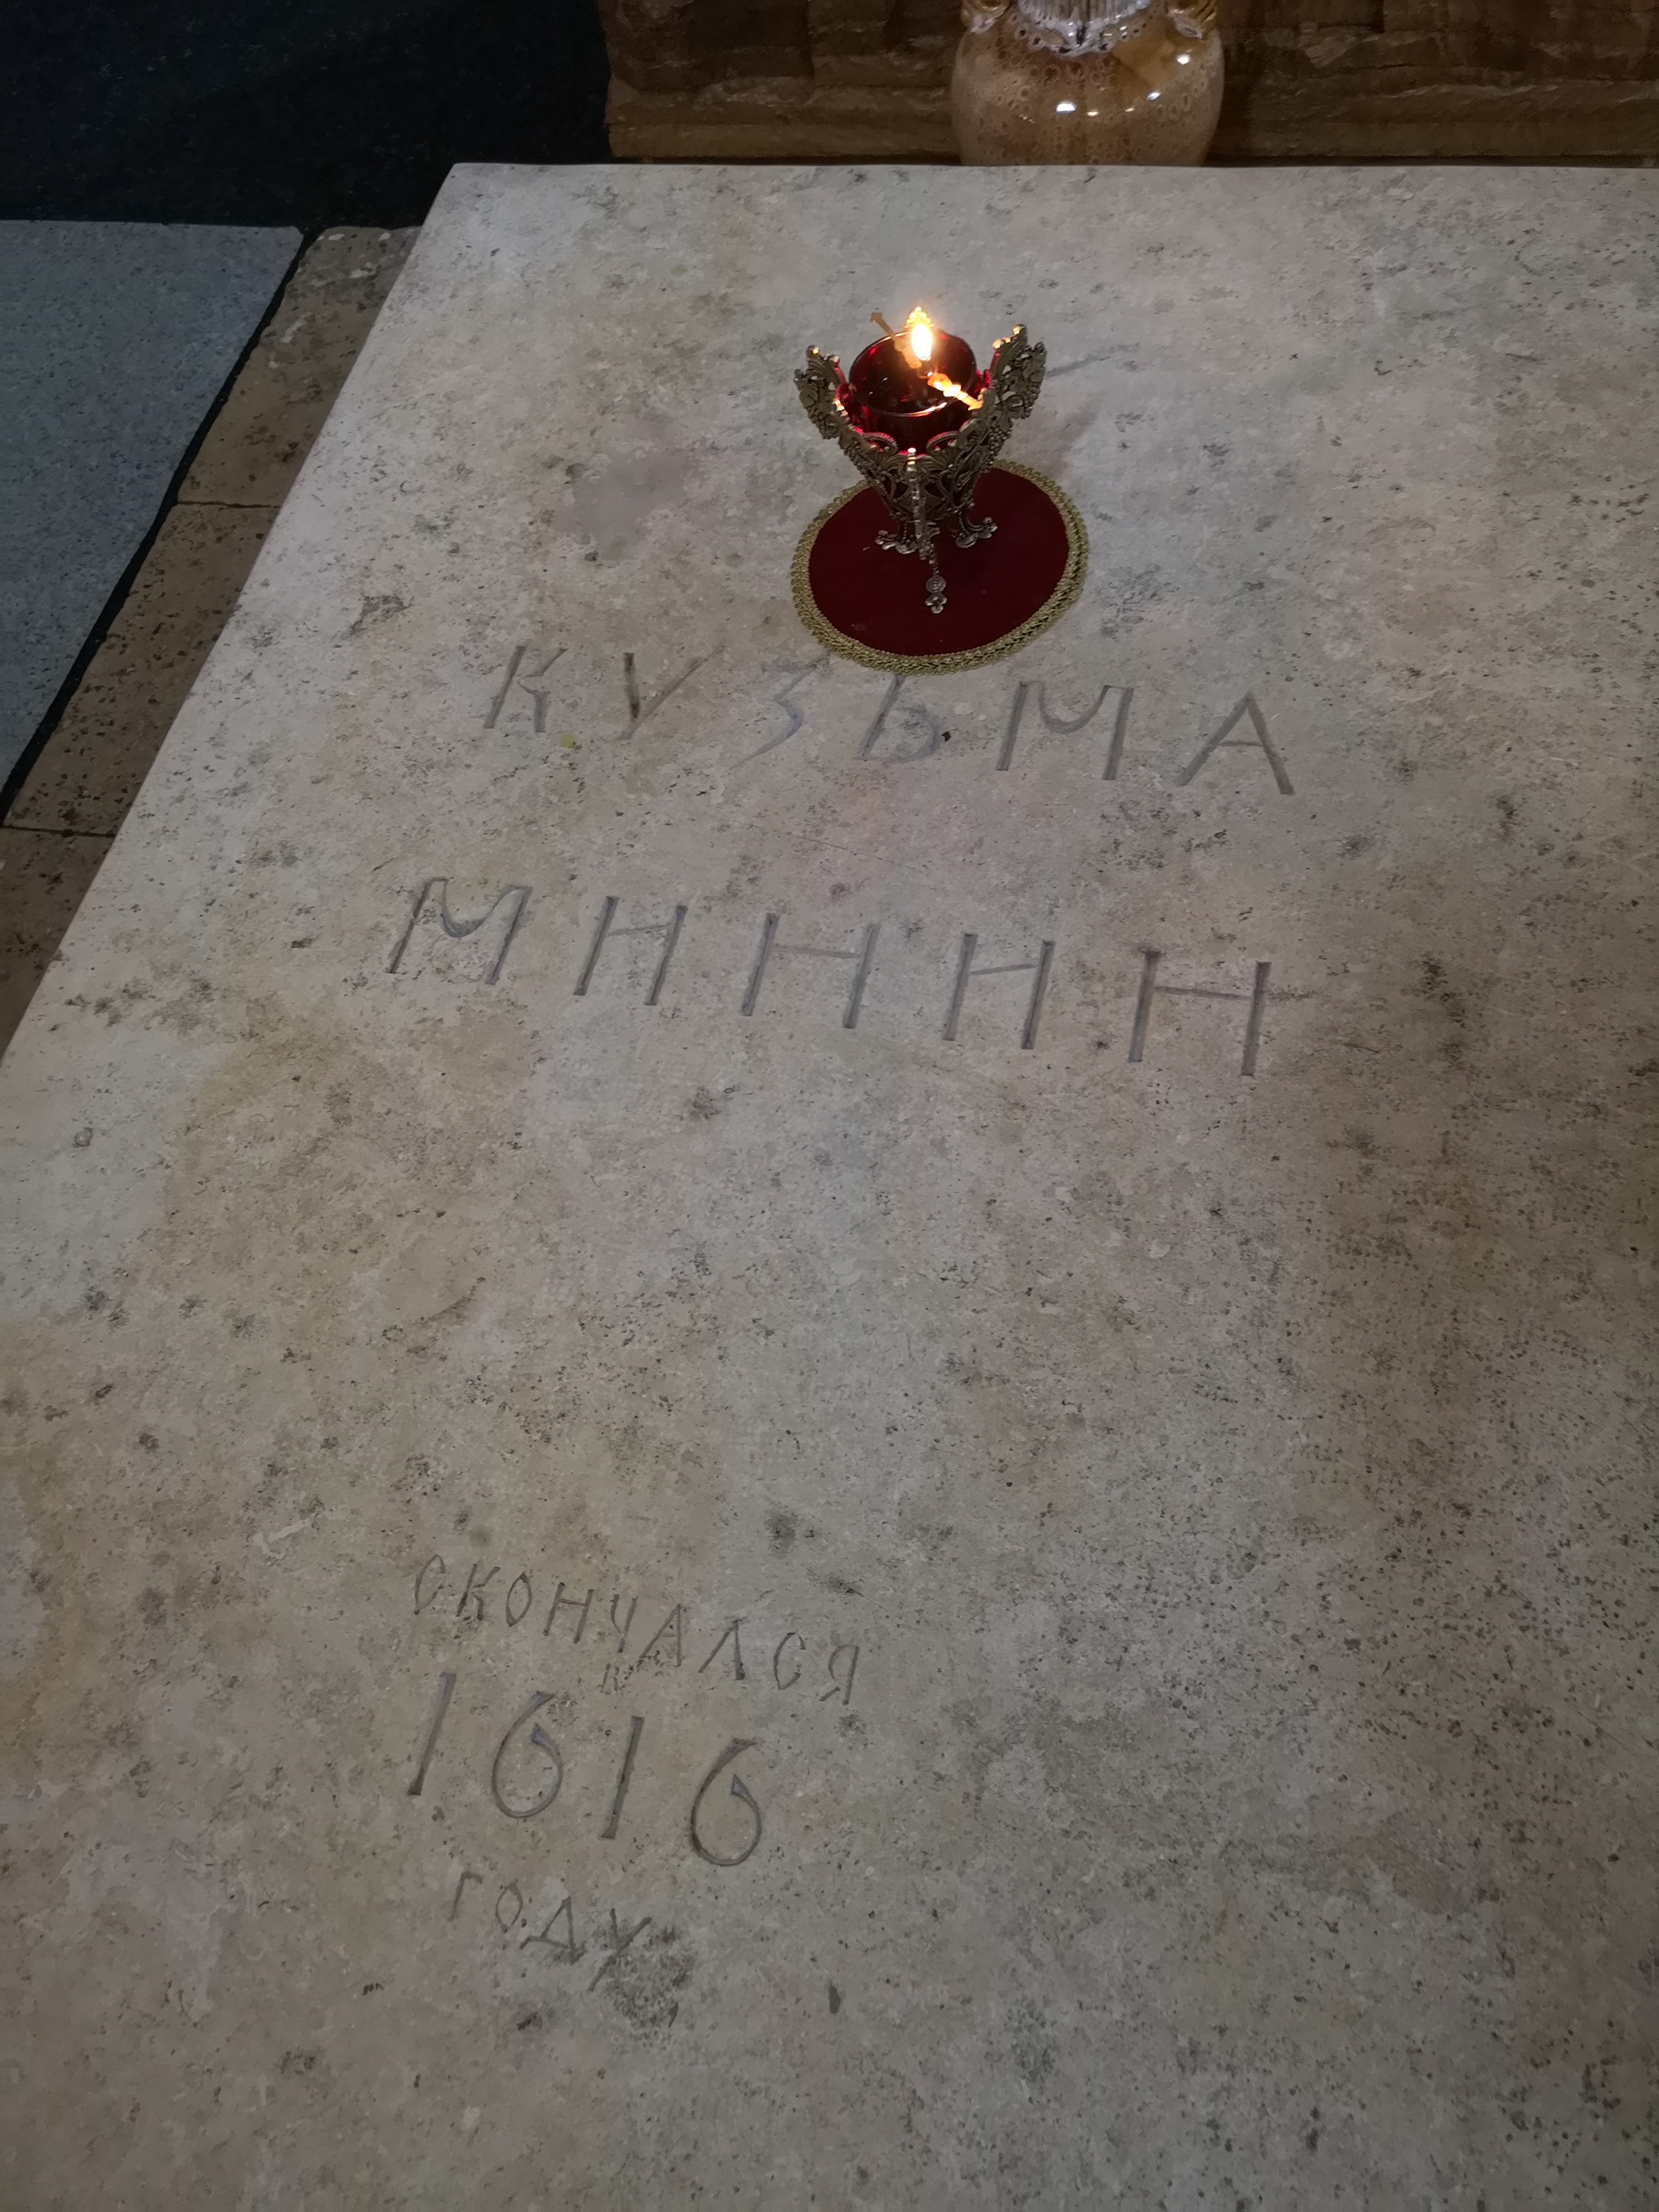 КУЗЬМА
МИНИН
СКОНЧАЛСЯ
В
1616
ГОДУ